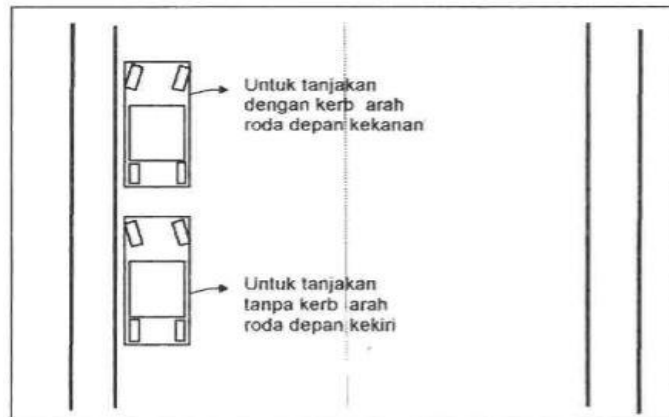 Untuk tanjakan
dengan kerb arah
roda depan kekanan
Untuk tanjakan
tanpa kerb arah
roda depan kekiri